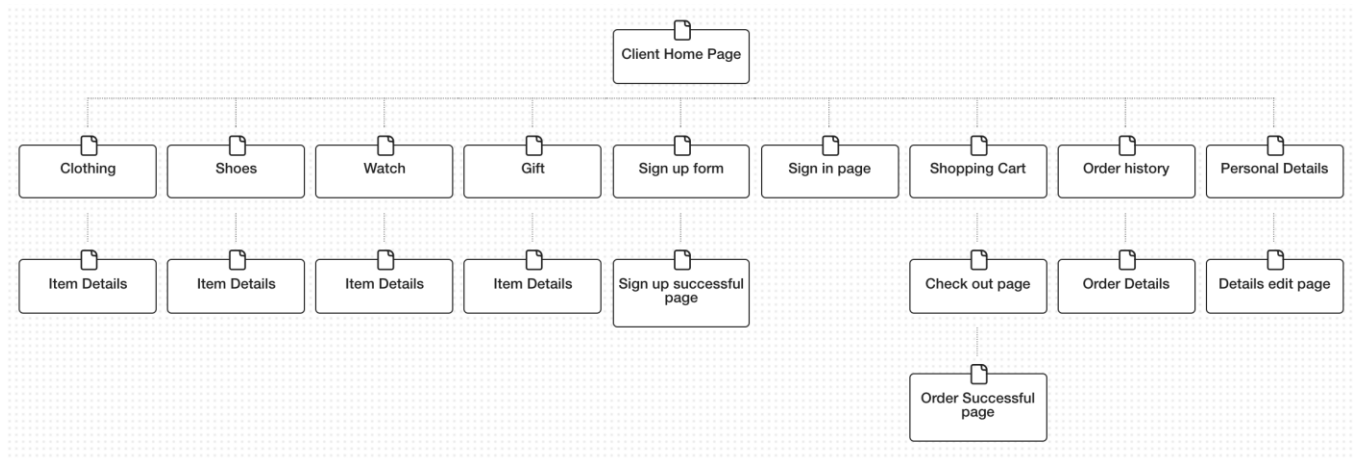 Client Home Page
Clothing
Shoes
Watch
Gift
Sign up form
Sign in page
Shopping Cart
Order history
Personal Details
Item Details
Item Details
Item Details
Item Details
Sign up successful
page
Check out page
Order Details
Details edit page
Order Successful
page